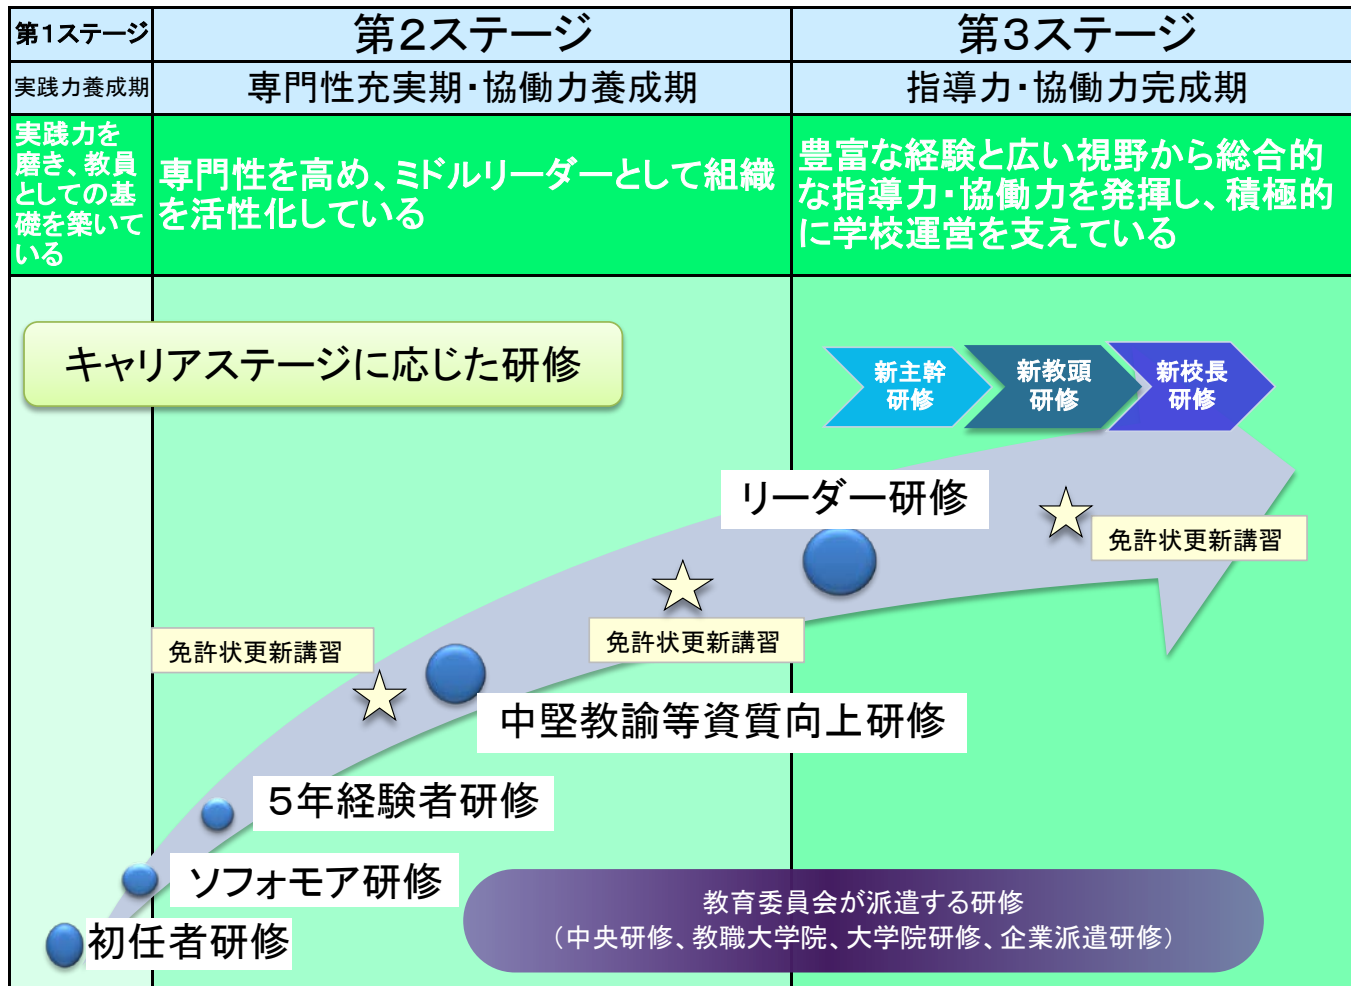 第1ステージ
第２ステージ
第３ステージ
実践力養成期
専門性充実期・協働力養成期
指導力・協働力完成期
実践力を
磨き、教員
としての基
礎を築いて
いる
専門性を高め、ミドルリーダーとして組織
を活性化している
豊富な経験と広い視野から総合的
な指導力・協働力を発揮し、積極的
に学校運営を支えている
キャリアステージに応じた研修
新主幹
研修
新教頭
研修
新校長
研修
リーダー研修
免許状更新講習
免許状更新講習
免許状更新講習
中堅教諭等資質向上研修
５年経験者研修
ソフォモア研修
初任者研修
教育委員会が派遣する研修
（中央研修、教職大学院、大学院研修、企業派遣研修）